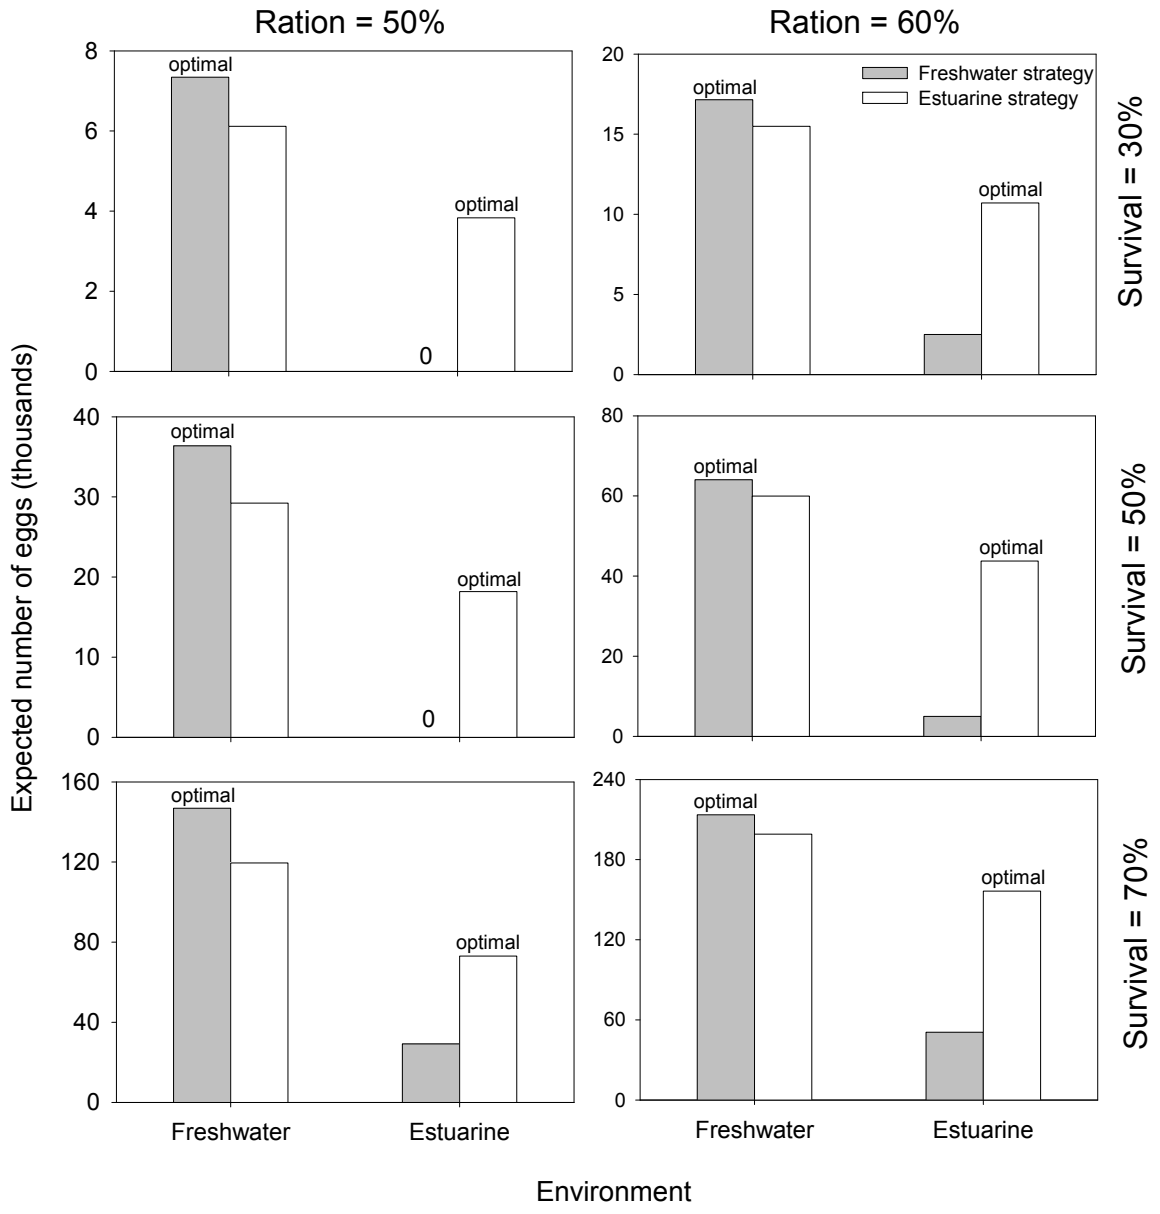 Ration = 50%
Ration = 60%
Expected number of eggs (thousands)
8
6
4
2
0
optimal
0
optimal
20
15
10
5
0
optimal
optimal
Freshwater strategy
Estuarine strategy
Survival = 30%
40
30
20
10
0
optimal
0
optimal
80
60
40
20
0
optimal
optimal
Survival = 50%
160
120
80
40
0
optimal
optimal
Freshwater
Estuarine
240
180
120
60
0
optimal
optimal
Freshwater
Estuarine
Survival = 70%
Environment